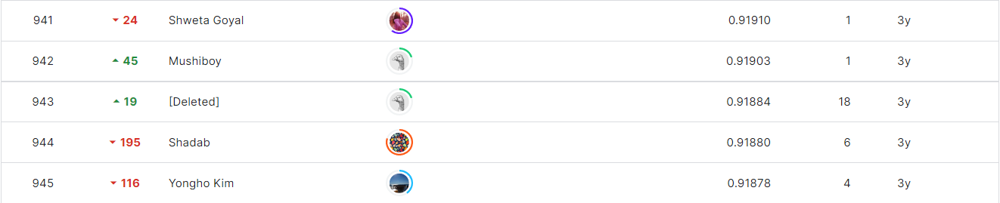 941 24 Shweta Goyal 0.91910 1 3y
942 45 Mushiboy 0.91903 1 3y
943 19 [Deleted] 0.91884 18 3y
944 195 Shadab 0.91880 6 3y
945 116 Yongho Kim 0.91878 4 3y